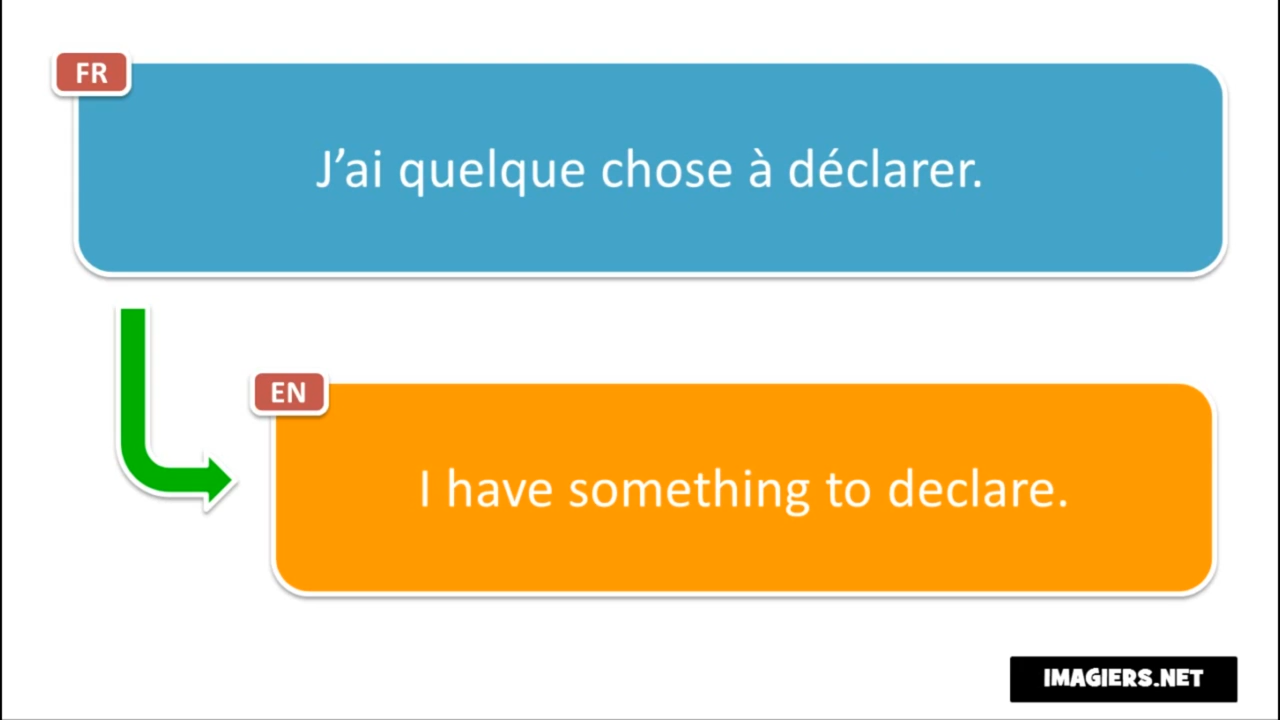 FR
J’ai quelque chose à déclarer.
EN
I have something to declare.
IMAGIERS.NET